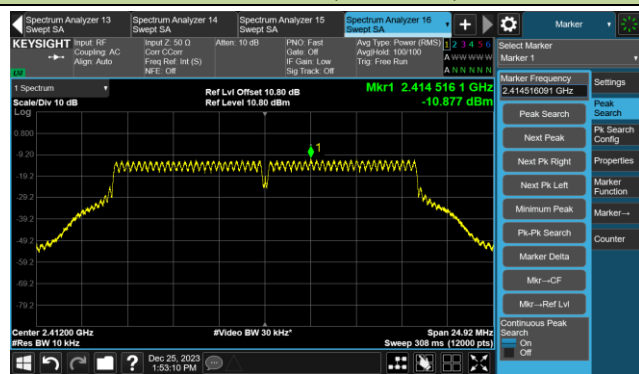 Spectrum Analyzer 13
Swept SA
Spectrum Analyzer 14
Swept SA
Spectrum Analyzer 15
Swept SA
Spectrum Analyzer 16
Swept SA
+
Marker
KEYSIGHT
Input: RF
Coupling: AC
Align: Auto
Input Z: 50 Ω
Corr CCorr
Freq Ref: Int (S)
NFE: Off
Atten: 10 dB
PNO: Fast
Gate: Off
IF Gain: Low
Sig Track: Off
Avg Type: Power (RMS)
Avg|Hold: 100/100
Trig: Free Run
1 2 3 4 5 6
A W W W W W
A N N N N N
LXI
Select Marker
Marker 1
1 Spectrum
Scale/Div 10 dB
Log
Ref Lvl Offset 10.80 dB
Ref Level 10.80 dBm
Mkr1 2.414 516 1 GHz
-10.877 dBm
1
0.800
-9.20
-19.2
-29.2
-39.2
-49.2
-59.2
-69.2
-79.2
Center 2.41200 GHz
#Res BW 10 kHz
#Video BW 30 kHz*
Span 24.92 MHz
Sweep 308 ms (12000 pts)
Marker Frequency
2.414516091 GHz
Peak Search
Next Peak
Next Pk Right
Next Pk Left
Minimum Peak
Pk-Pk Search
Marker Delta
Mkr→CF
Mkr→Ref Lvl
Continuous Peak
Search
On
Off
Settings
Peak
Search
Pk Search
Config
Properties
Marker
Function
Marker→
Counter
?
Dec 25, 2023
1:53:10 PM